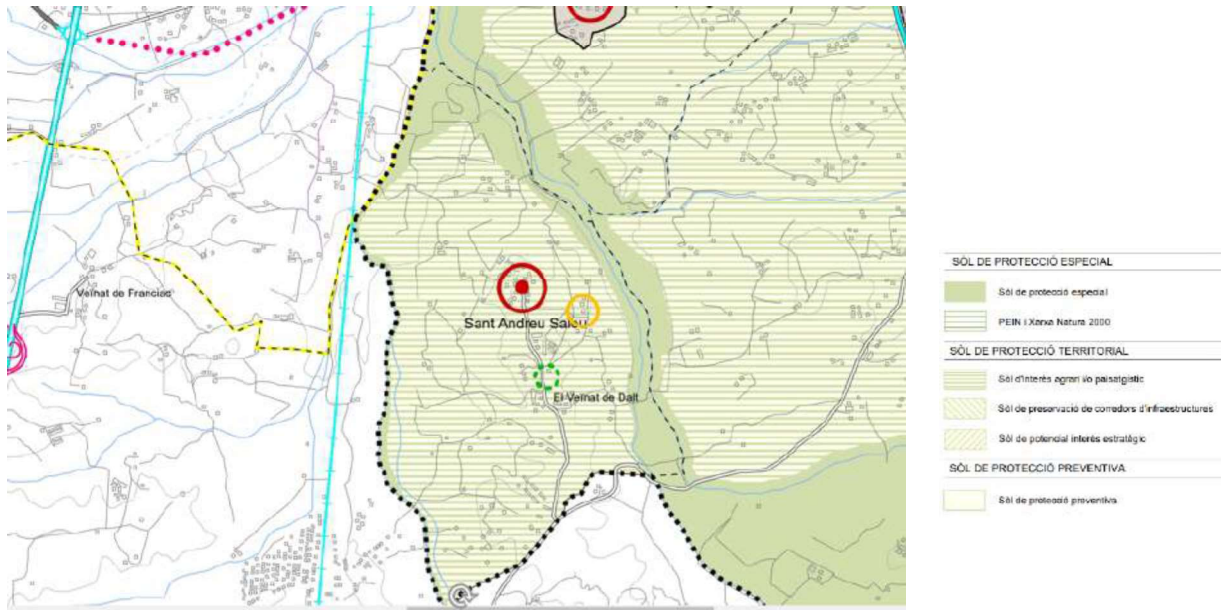 Veïnat de Franciac
Sant Andreu Salou
El Veïnat de Dalt
SÒL DE PROTECCIÓ ESPECIAL
Sòl de protecció especial
PEIN i Xarxa Natura 2000
SÒL DE PROTECCIÓ TERRITORIAL
Sòl d'interès agrari i/o paisatgístic
Sòl de preservació de corredors d'infraestructures
Sòl de potencial interès estratègic
SÒL DE PROTECCIÓ PREVENTIVA
Sòl de protecció preventiva